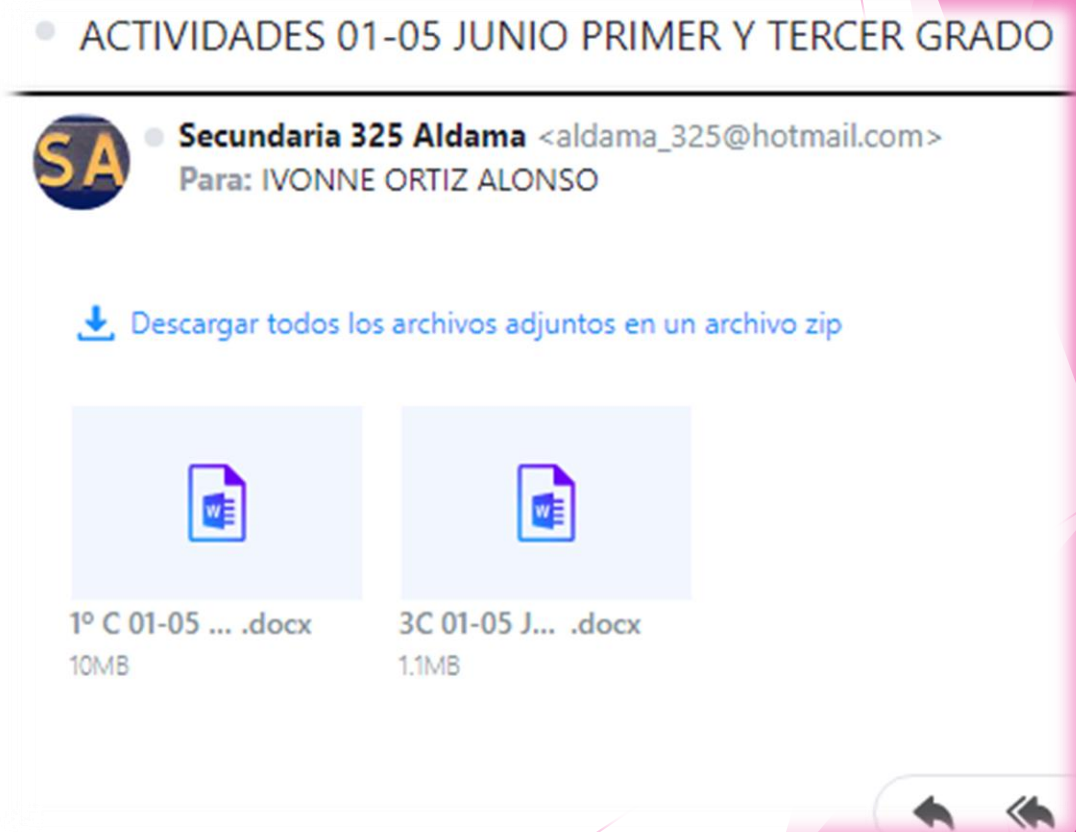 ACTIVIDADES 01-05 JUNIO PRIMER Y TERCER GRADO
SA
Secundaria 325 Aldama <aldama_325@hotmail.com>
Para: IVONNE ORTIZ ALONSO
Descargar todos los archivos adjuntos en un archivo zip
W W
1º C 01-05 ... .docx 3C 01-05 J... .docx
10MB 1.1MB